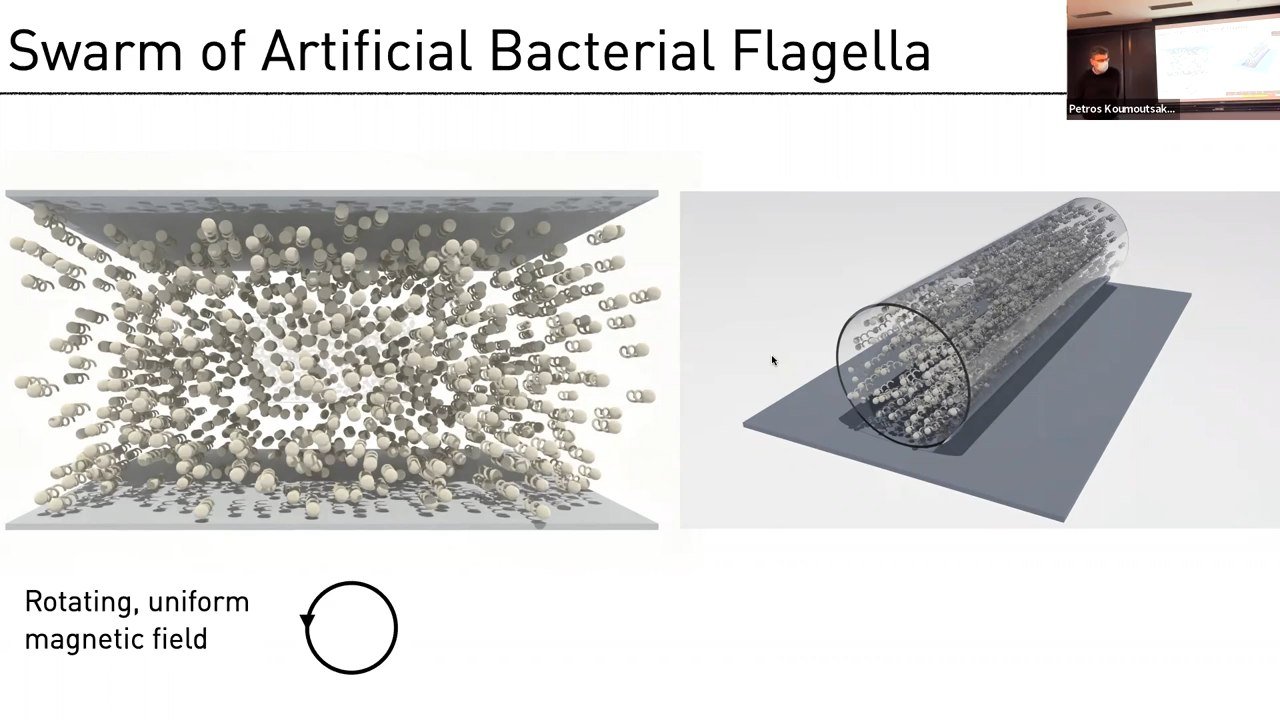 Swarm of Artificial Bacterial Flagella
Petros Koumoutsak...
Rotating, uniform
magnetic field